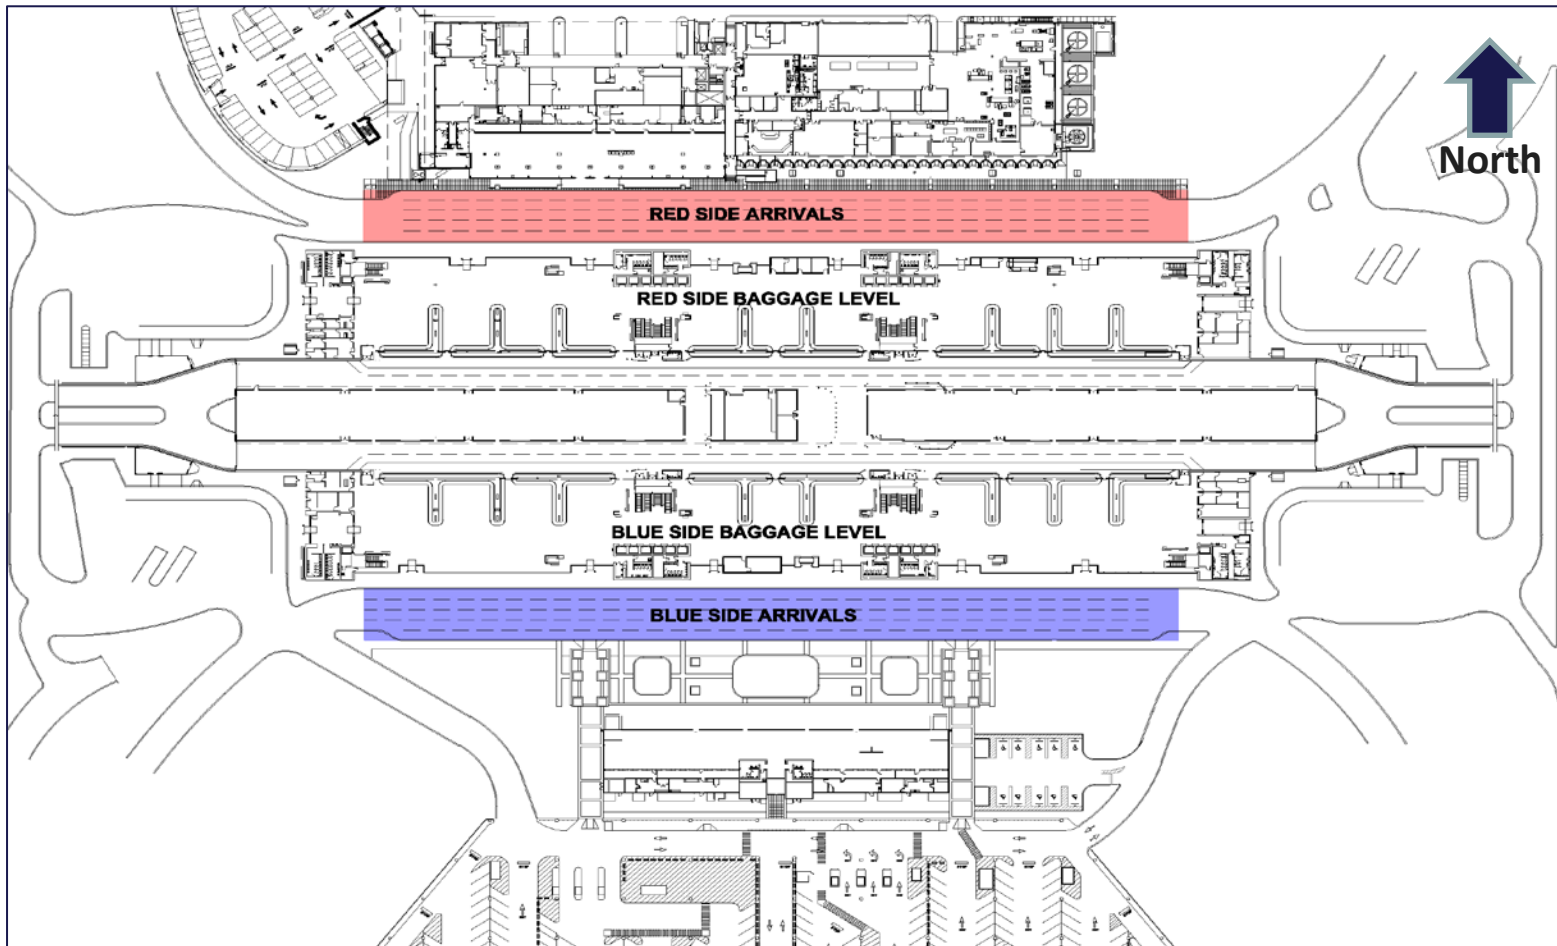 North
RED SIDE ARRIVALS
RED SIDE BAGGAGE LEVEL
BLUE SIDE BAGGAGE LEVEL
BLUE SIDE ARRIVALS